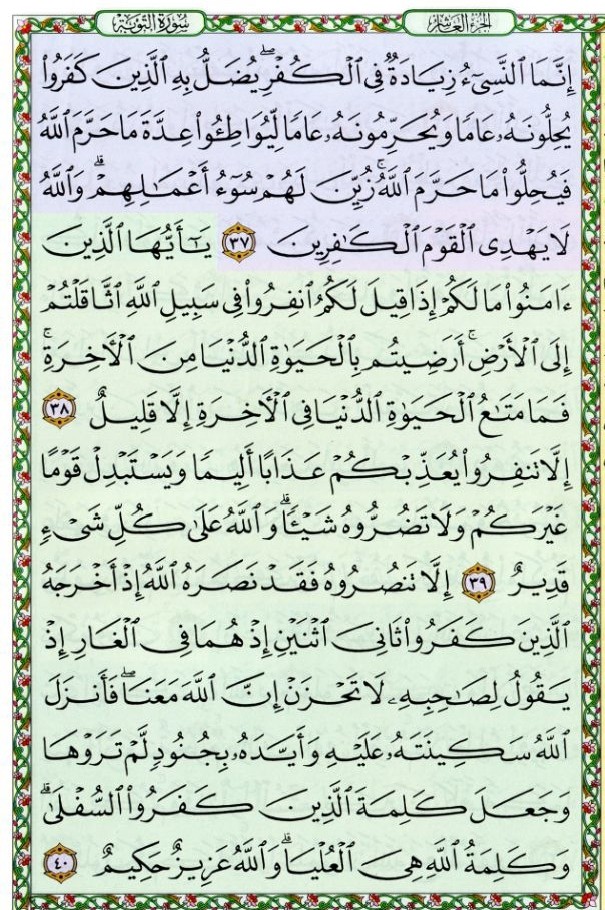 الجزء العاشر
سورة التوبة
إِنَّمَا ٱلنَّسِىٓءُ زِيَادَةٌ فِى ٱلْكُفْرِ ۖ يُضَلُّ بِهِ ٱلَّذِينَ كَفَرُوا۟
يُحِلُّونَهُۥ عَامًا وَيُحَرِّمُونَهُۥ عَامًا لِّيُوَاطِـُٔوا۟ عِدَّةَ مَا حَرَّمَ ٱللَّهُ
فَيُحِلُّوا۟ مَا حَرَّمَ ٱللَّهُ ۚ زُيِّنَ لَهُمْ سُوٓءُ أَعْمَـٰلِهِمْ ۗ وَٱللَّهُ
لَا يَهْدِى ٱلْقَوْمَ ٱلْكَـٰفِرِينَ ٣٧ يَـٰٓأَيُّهَا ٱلَّذِينَ
ءَامَنُوا۟ مَا لَكُمْ إِذَا قِيلَ لَكُمُ ٱنفِرُوا۟ فِى سَبِيلِ ٱللَّهِ ٱثَّاقَلْتُمْ
إِلَى ٱلْأَرْضِ ۚ أَرَضِيتُم بِٱلْحَيَوٰةِ ٱلدُّنْيَا مِنَ ٱلْـَٔاخِرَةِ ۚ
فَمَا مَتَـٰعُ ٱلْحَيَوٰةِ ٱلدُّنْيَا فِى ٱلْـَٔاخِرَةِ إِلَّا قَلِيلٌ ٣٨
إِلَّا تَنفِرُوا۟ يُعَذِّبْكُمْ عَذَابًا أَلِيمًا وَيَسْتَبْدِلْ قَوْمًا
غَيْرَكُمْ وَلَا تَضُرُّوهُ شَيْـًٔا ۗ وَٱللَّهُ عَلَىٰ كُلِّ شَىْءٍ
قَدِيرٌ ٣٩ إِلَّا تَنصُرُوهُ فَقَدْ نَصَرَهُ ٱللَّهُ إِذْ أَخْرَجَهُ
ٱلَّذِينَ كَفَرُوا۟ ثَانِىَ ٱثْنَيْنِ إِذْ هُمَا فِى ٱلْغَارِ إِذْ
يَقُولُ لِصَـٰحِبِهِۦ لَا تَحْزَنْ إِنَّ ٱللَّهَ مَعَنَا ۖ فَأَنزَلَ
ٱللَّهُ سَكِينَتَهُۥ عَلَيْهِ وَأَيَّدَهُۥ بِجُنُودٍ لَّمْ تَرَوْهَا
وَجَعَلَ كَلِمَةَ ٱلَّذِينَ كَفَرُوا۟ ٱلسُّفْلَىٰ ۗ
وَكَلِمَةُ ٱللَّهِ هِىَ ٱلْعُلْيَا ۗ وَٱللَّهُ عَزِيزٌ حَكِيمٌ ٤٠